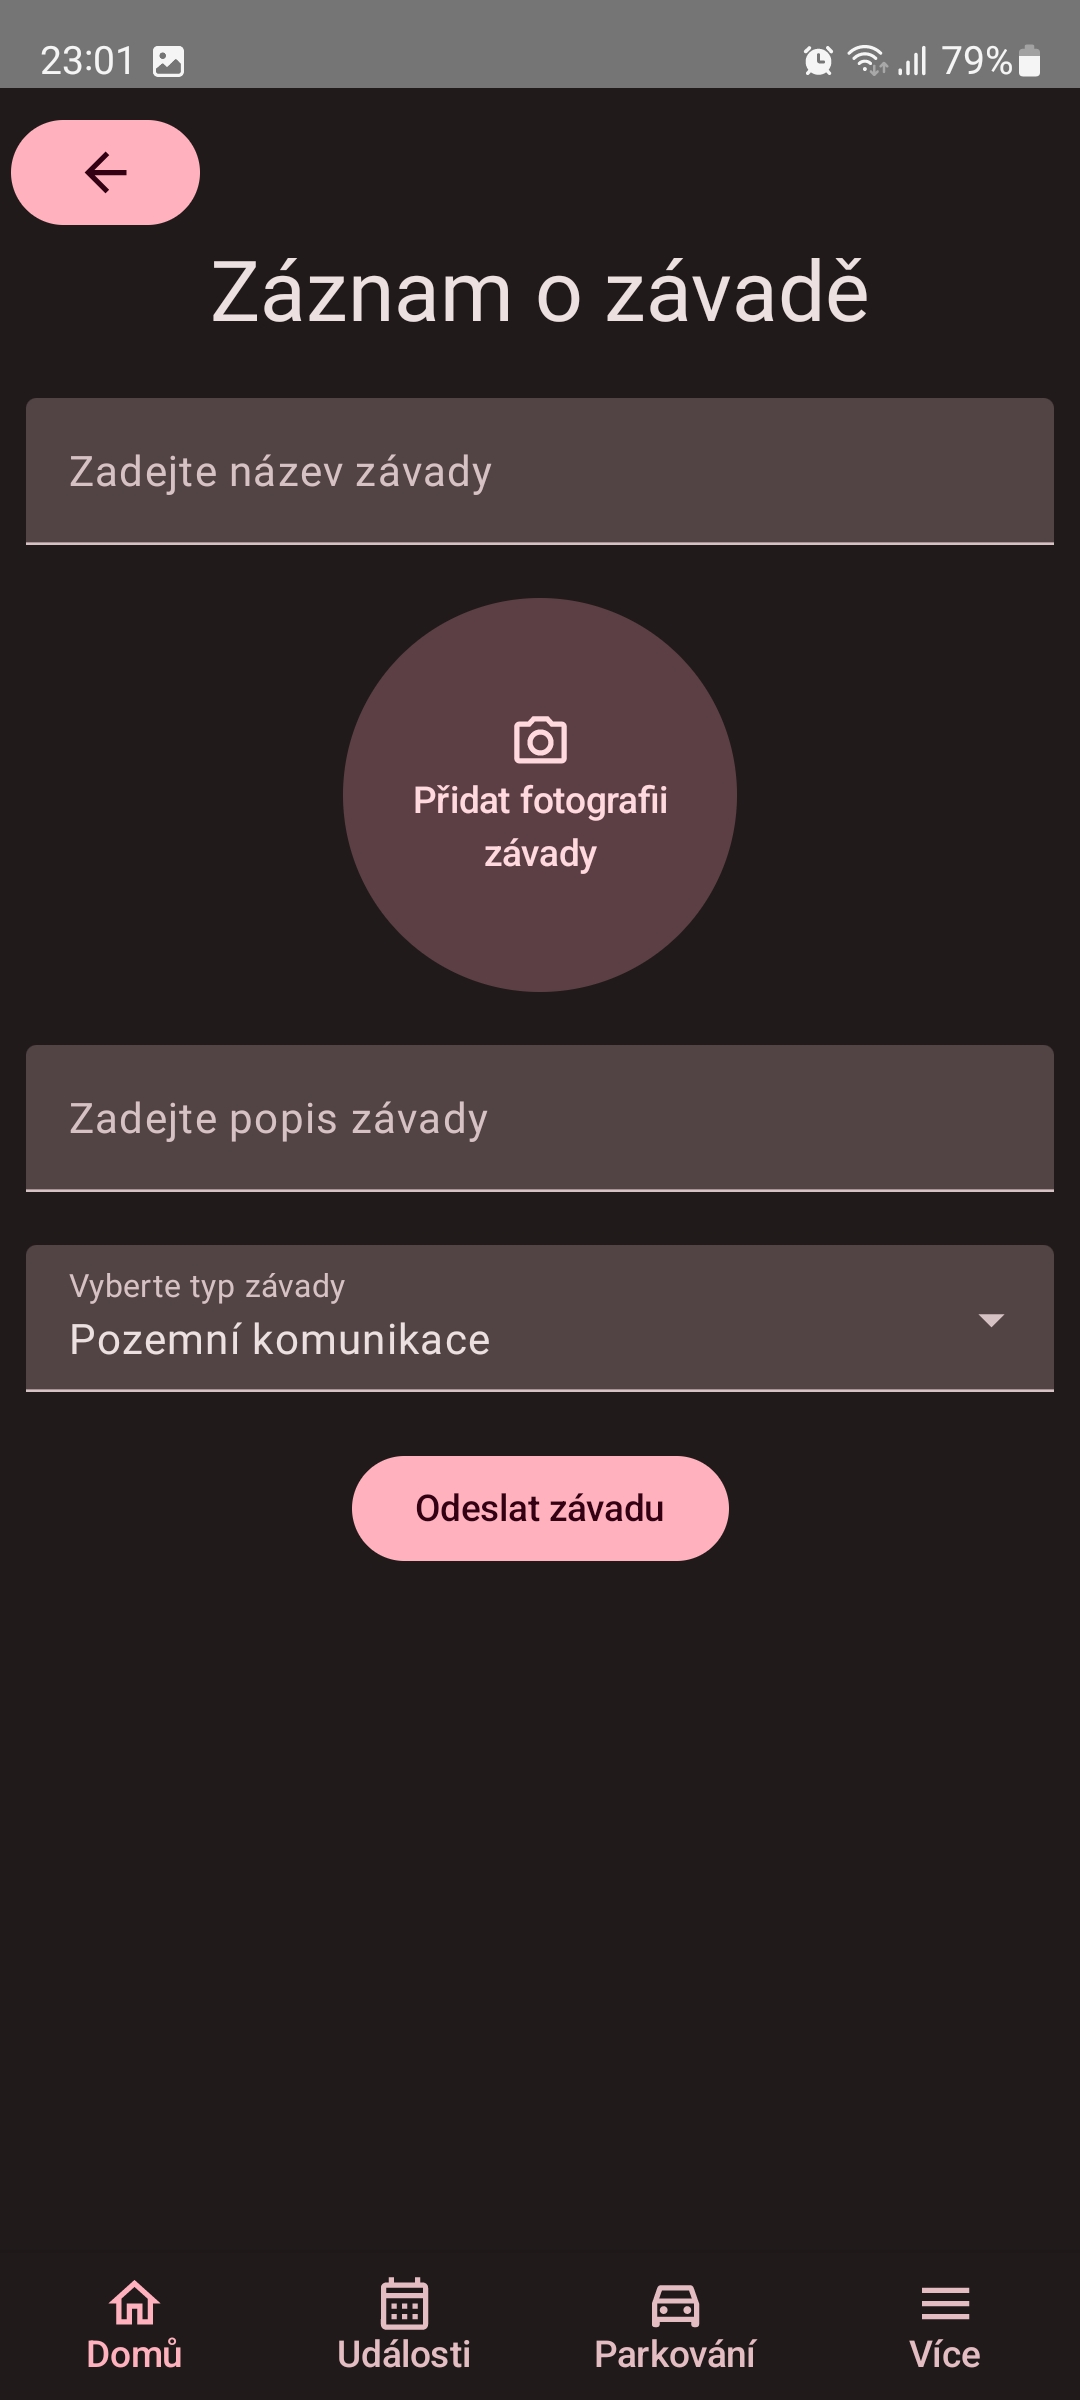 23:01
79%
Záznam o závadě
Zadejte název závady
Přidat fotografii
závady
Zadejte popis závady
Vyberte typ závady
Pozemní komunikace
Odeslat závadu
Domů
Události
Parkování
Více